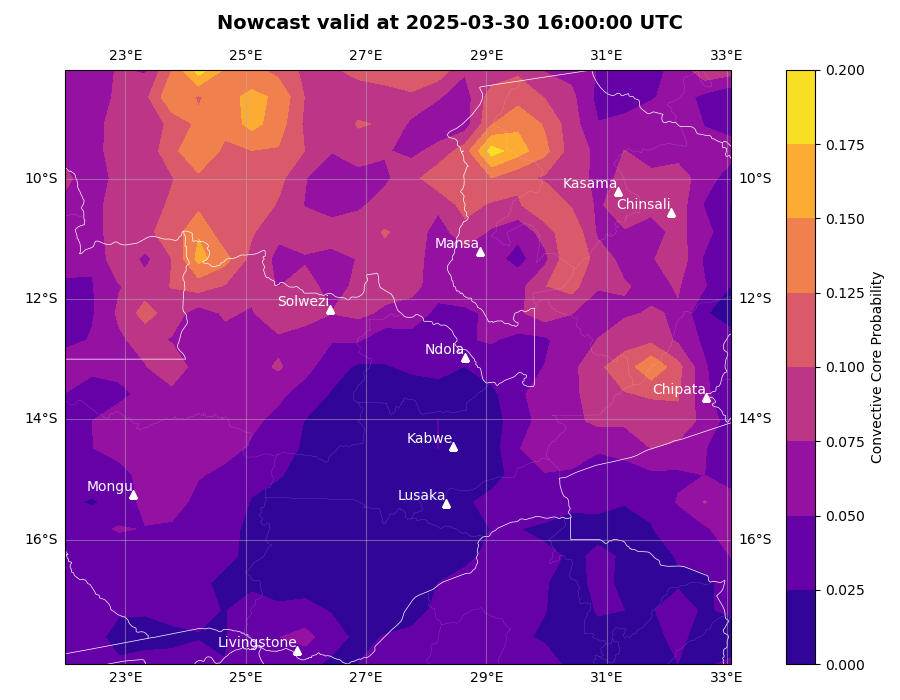 Nowcast valid at 2025-03-30 16:00:00 UTC
23°E 25°E 27°E 29°E 31°E 33°E
0.200
0.175
0.150
0.125
0.100
0.075
0.050
0.025
0.000
Convective Core Probability
10°S 10°S
12°S 12°S
14°S 14°S
16°S 16°S
Kasama
Chinsali
Mansa
Solwezi
Ndola
Chipata
Kabwe
Mongu
Lusaka
Livingstone
23°E 25°E 27°E 29°E 31°E 33°E